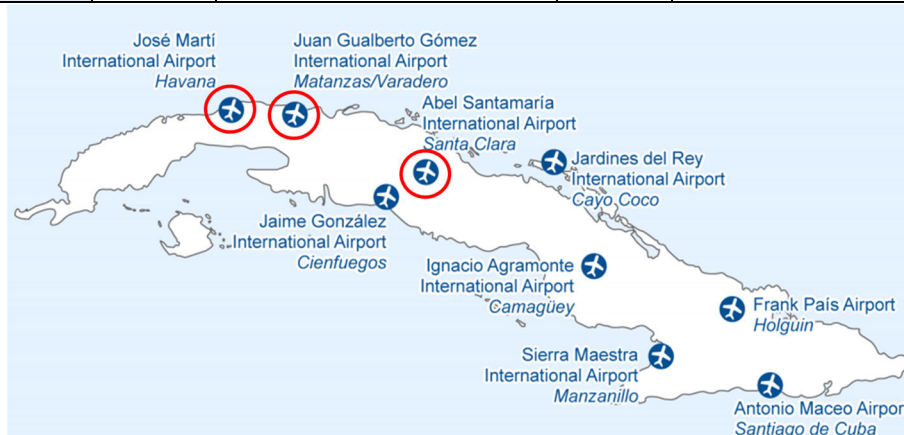 José Martí
International Airport
Havana
Juan Gualberto Gómez
International Airport
Matanzas/Varadero
Abel Santamaría
International Airport
Santa Clara
Jardines del Rey
International Airport
Cayo Coco
Jaime González
International Airport
Cienfuegos
Ignacio Agramonte
International Airport
Camagüey
Frank País Airport
Holguin
Sierra Maestra
International Airport
Manzanillo
Antonio Maceo Airpor
Santiago de Cuba